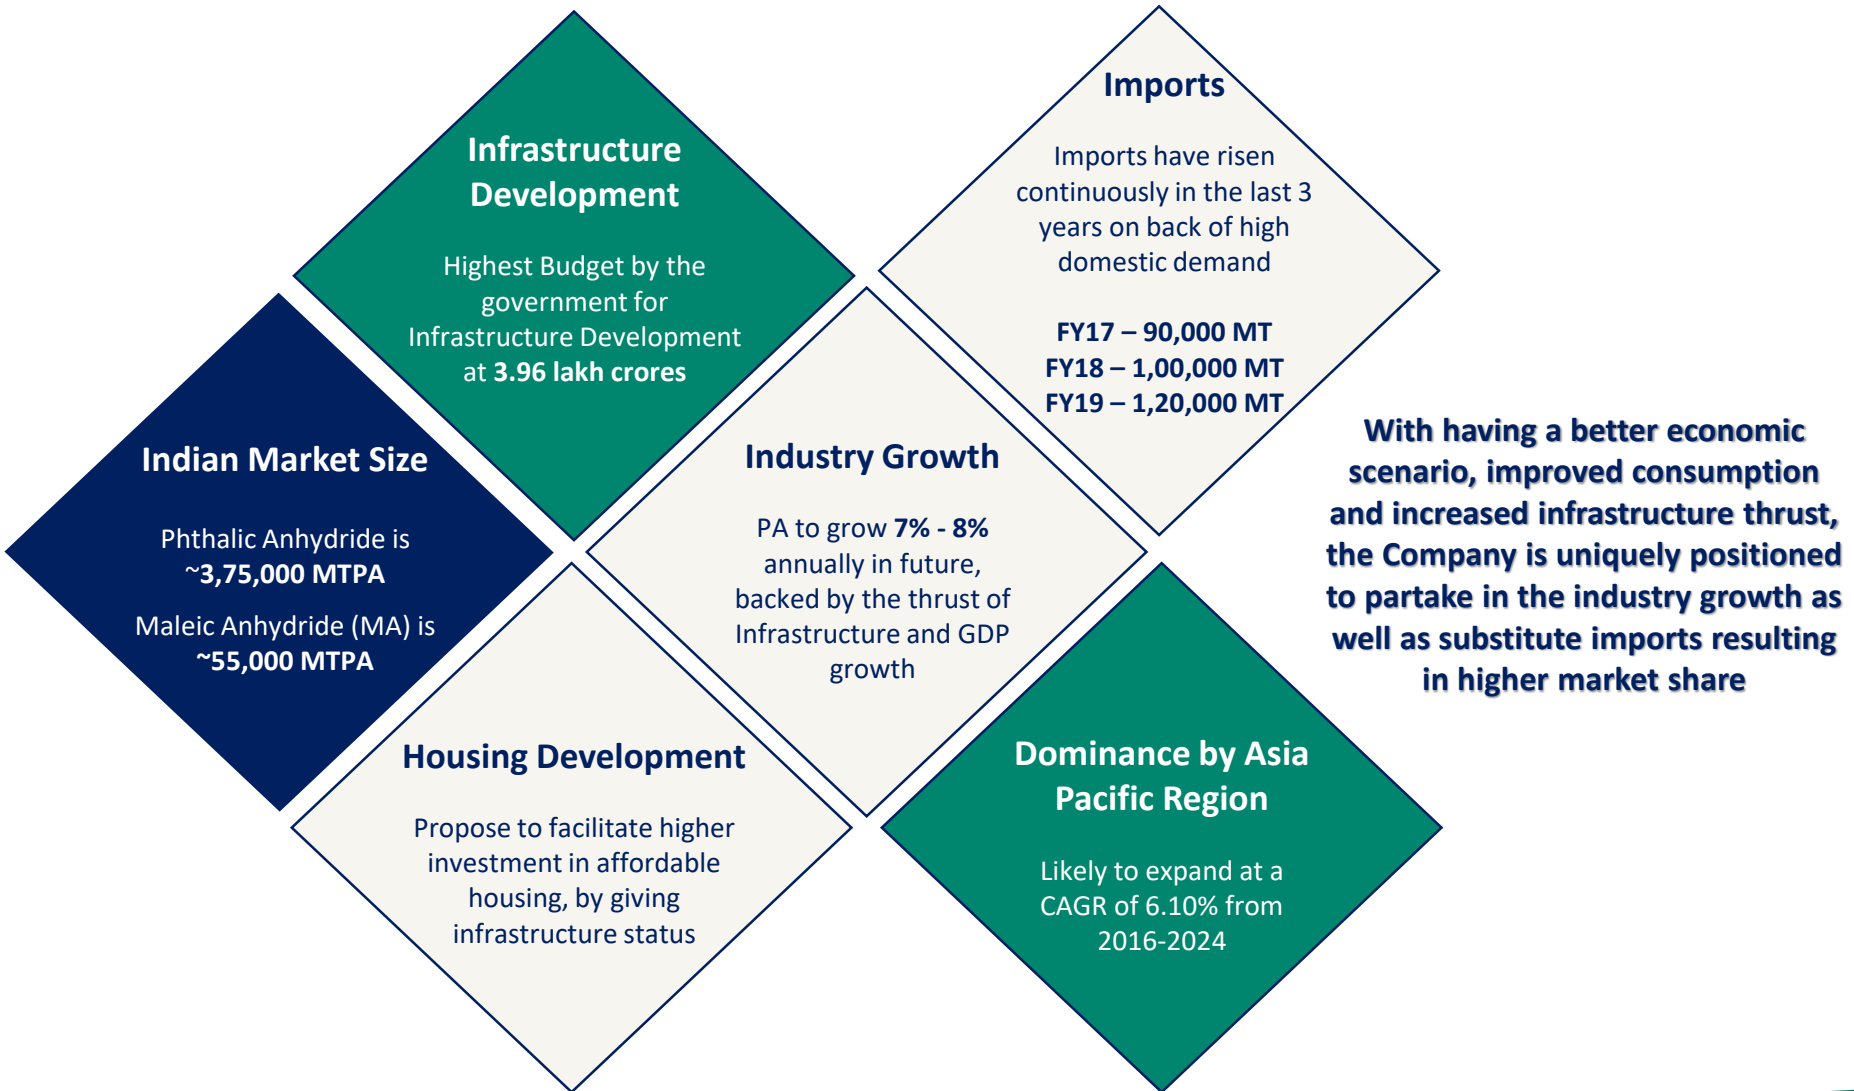 Infrastructure
Development
Highest Budget by the
government for
Infrastructure Development
at 3.96 lakh crores
Imports
Imports have risen
continuously in the last 3
years on back of high
domestic demand
FY17 – 90,000 MT
FY18 – 1,00,000 MT
FY19 – 1,20,000 MT
Indian Market Size
Phthalic Anhydride is
~3,75,000 MTPA
Maleic Anhydride (MA) is
~55,000 MTPA
Industry Growth
PA to grow 7% - 8%
annually in future,
backed by the thrust of
Infrastructure and GDP
growth
With having a better economic
scenario, improved consumption
and increased infrastructure thrust,
the Company is uniquely positioned
to partake in the industry growth as
well as substitute imports resulting
in higher market share
Housing Development
Propose to facilitate higher
investment in affordable
housing, by giving
infrastructure status
Dominance by Asia
Pacific Region
Likely to expand at a
CAGR of 6.10% from
2016-2024